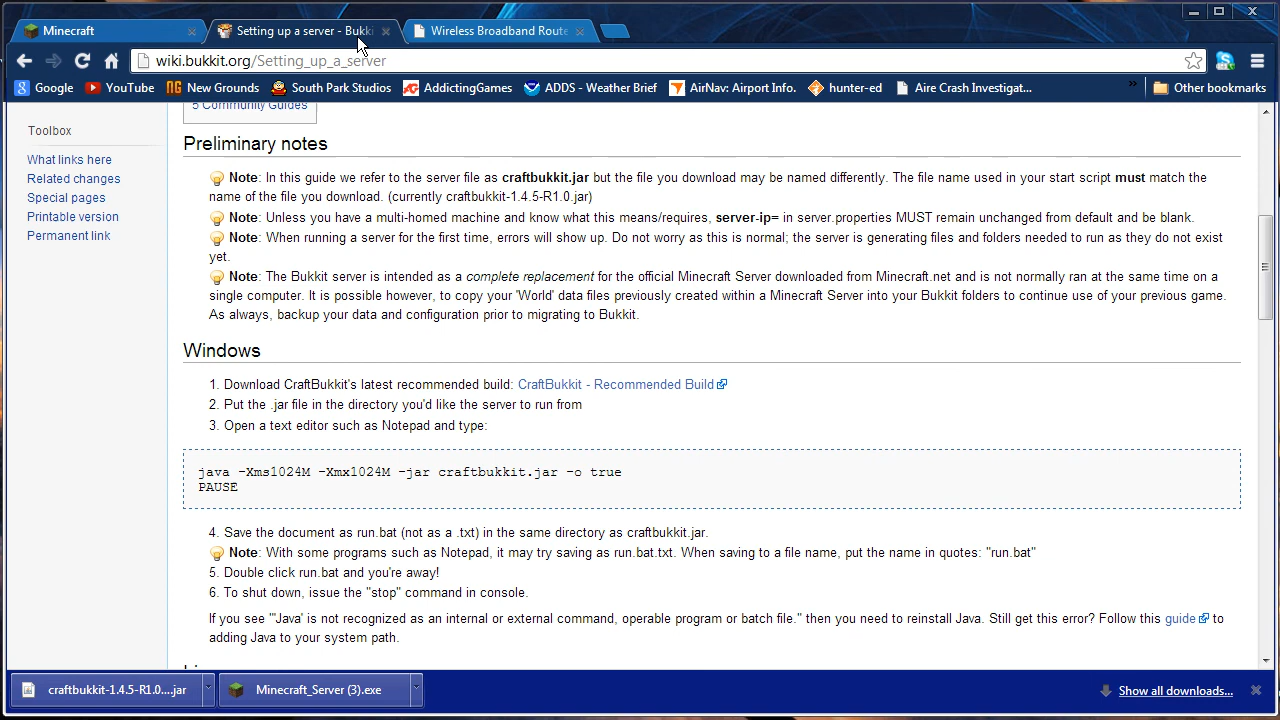 Minecraft
Setting up a server - Bukki
Wireless Broadband Route
wiki.bukkit.org/Setting_up_a_server
Google
YouTube
New Grounds
South Park Studios
AddictingGames
ADDS - Weather Brief
AirNav: Airport Info.
hunter-ed
Aire Crash Investigat...
Other bookmarks
5 Community Guides
Toolbox
What links here
Related changes
Special pages
Printable version
Permanent link
Preliminary notes
Note: In this guide we refer to the server file as craftbukkit.jar but the file you download may be named differently. The file name used in your start script must match the
name of the file you download. (currently craftbukkit-1.4.5-R1.0.jar)
Note: Unless you have a multi-homed machine and know what this means/requires, server-ip= in server.properties MUST remain unchanged from default and be blank.
Note: When running a server for the first time, errors will show up. Do not worry as this is normal; the server is generating files and folders needed to run as they do not exist
yet.
Note: The Bukkit server is intended as a complete replacement for the official Minecraft Server downloaded from Minecraft.net and is not normally ran at the same time on a
single computer. It is possible however, to copy your 'World' data files previously created within a Minecraft Server into your Bukkit folders to continue use of your previous game.
As always, backup your data and configuration prior to migrating to Bukkit.
Windows
1. Download CraftBukkit's latest recommended build: CraftBukkit - Recommended Build
2. Put the .jar file in the directory you'd like the server to run from
3. Open a text editor such as Notepad and type:
java -Xms1024M -Xmx1024M -jar craftbukkit.jar -o true
PAUSE
4. Save the document as run.bat (not as a .txt) in the same directory as craftbukkit.jar.
Note: With some programs such as Notepad, it may try saving as run.bat.txt. When saving to a file name, put the name in quotes: "run.bat"
5. Double click run.bat and you're away!
6. To shut down, issue the "stop" command in console.
If you see "'Java' is not recognized as an internal or external command, operable program or batch file." then you need to reinstall Java. Still get this error? Follow this guide to
adding Java to your system path.
craftbukkit-1.4.5-R1.0....jar
Minecraft_Server (3).exe
Show all downloads...